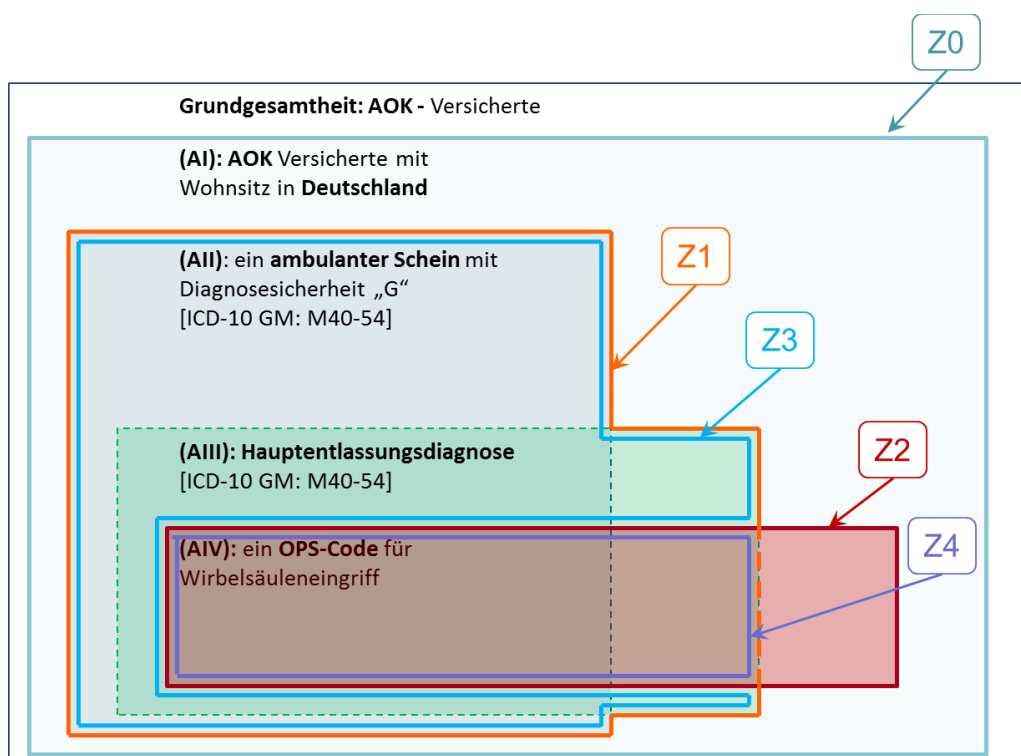 Z0
Grundgesamtheit: AOK - Versicherte
(AI): AOK Versicherte mit
Wohnsitz in Deutschland
Z1
(AII): ein ambulanter Schein mit
Diagnosesicherheit „G“
[ICD-10 GM: M40-54]
Z3
(AIII): Hauptentlassungsdiagnose
[ICD-10 GM: M40-54]
Z2
(AIV): ein OPS-Code für
Wirbelsäuleneingriff
Z4